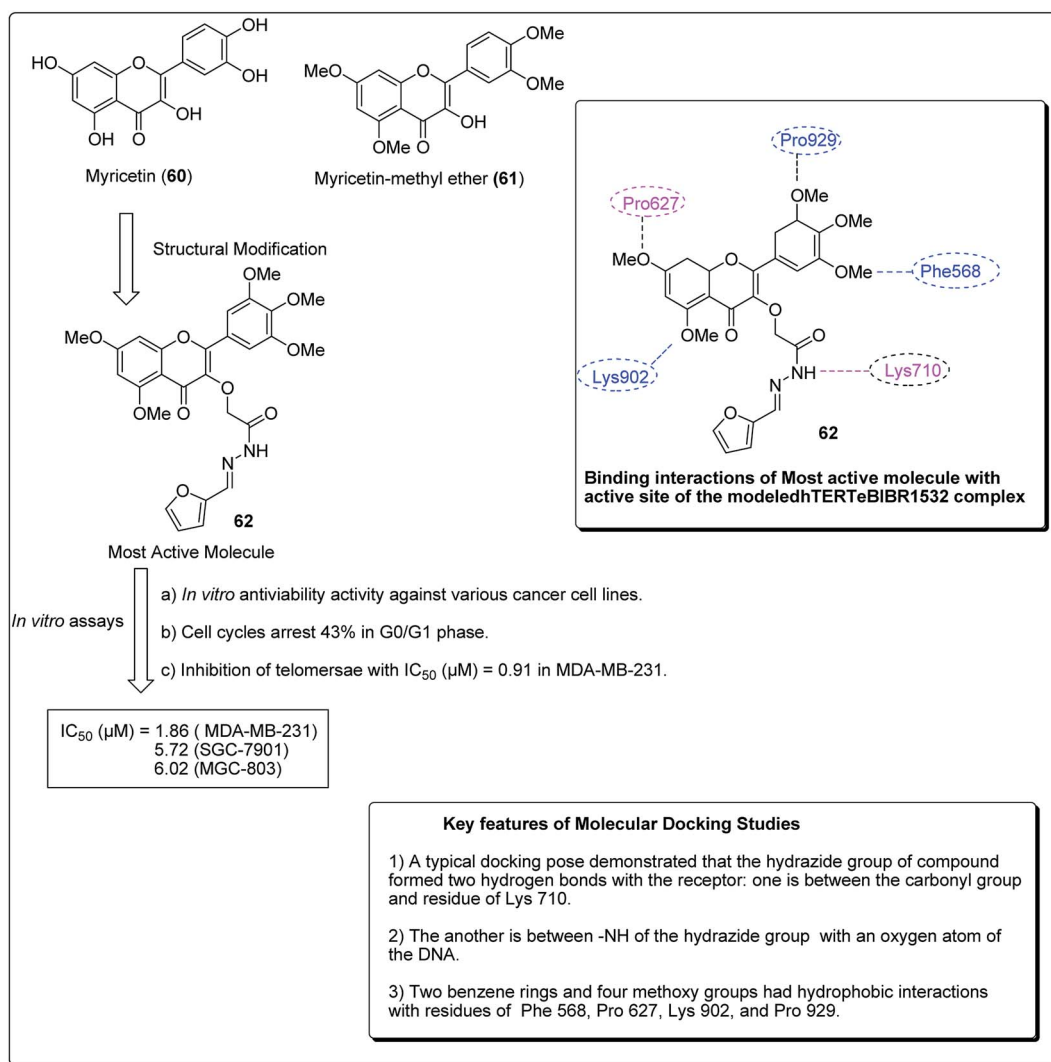 OH
OH
HO
O
OH
OH
O
Myricetin (60)
OMe
MeO
O
OMe
OH
OMe
O
Myricetin-methyl ether (61)
Structural Modification
OMe
OMe
MeO
O
OMe
O
OMe
O
O
N
NH
O
62
Most Active Molecule
Pro929
Pro627
OMe
OMe
MeO
O
OMe
Phe568
O
OMe
O
O
Lys902
NH
Lys710
N
O
62
Binding interactions of Most active molecule with
active site of the modeledhTERTeBIBR1532 complex
In vitro assays
a) In vitro antiviability activity against various cancer cell lines.
b) Cell cycles arrest 43% in G0/G1 phase.
c) Inhibition of telomersae with IC50 (µM) = 0.91 in MDA-MB-231.
IC50 (µM) = 1.86 ( MDA-MB-231)
5.72 (SGC-7901)
6.02 (MGC-803)
Key features of Molecular Docking Studies
1) A typical docking pose demonstrated that the hydrazide group of compound
formed two hydrogen bonds with the receptor: one is between the carbonyl group
and residue of Lys 710.
2) The another is between -NH of the hydrazide group with an oxygen atom of
the DNA.
3) Two benzene rings and four methoxy groups had hydrophobic interactions
with residues of Phe 568, Pro 627, Lys 902, and Pro 929.